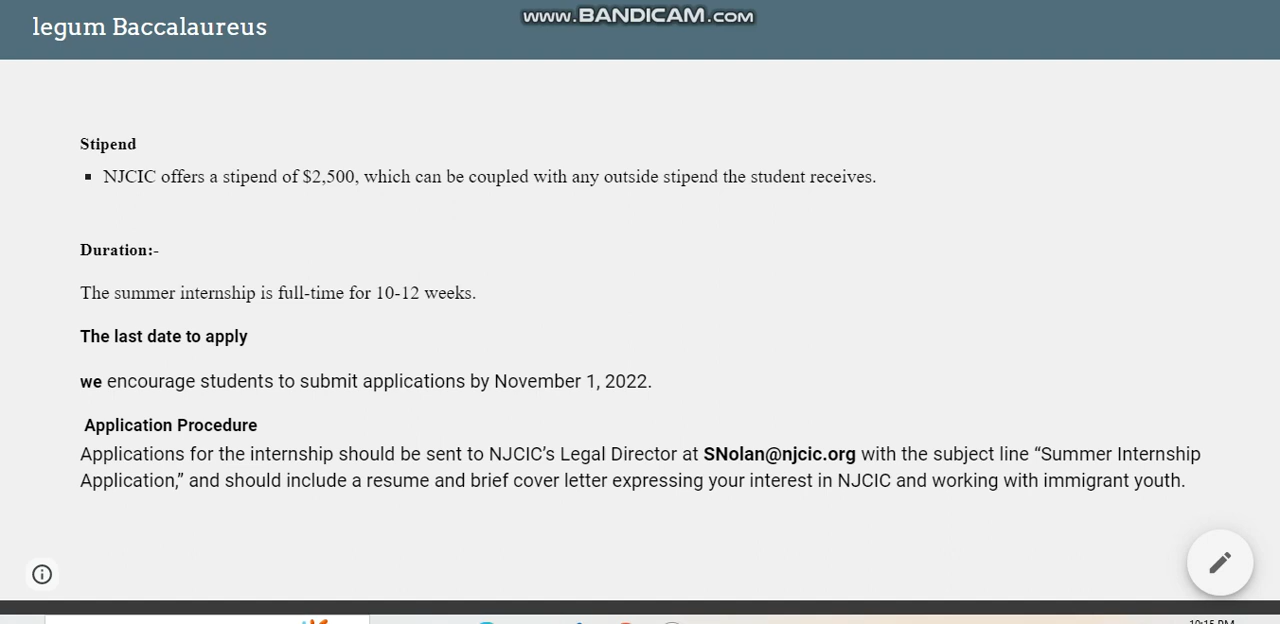 legum Baccalaureus
WWW.BANDICAM.COM
Stipend
▪ NJCIC offers a stipend of $2,500, which can be coupled with any outside stipend the student receives.
Duration:-
The summer internship is full-time for 10-12 weeks.
The last date to apply
we encourage students to submit applications by November 1, 2022.
Application Procedure
Applications for the internship should be sent to NJCIC’s Legal Director at SNolan@njcic.org with the subject line “Summer Internship
Application,” and should include a resume and brief cover letter expressing your interest in NJCIC and working with immigrant youth.
10:15 PM